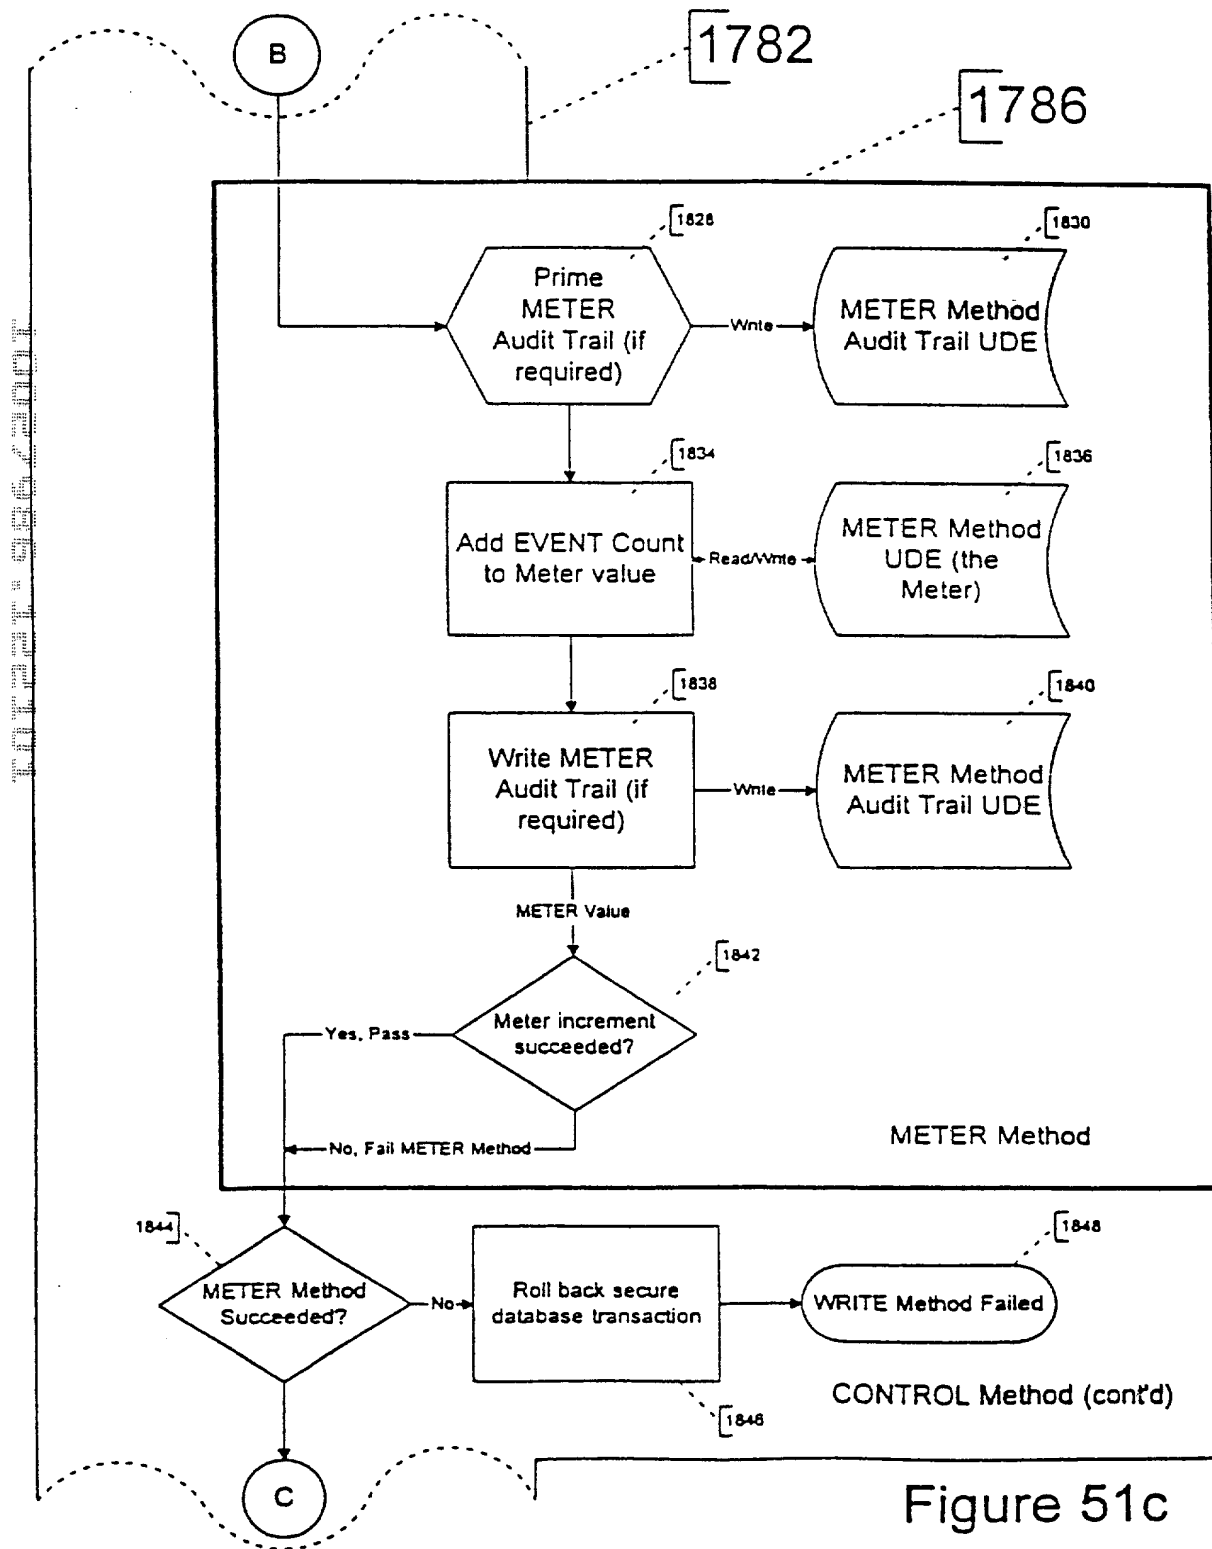 B
1782
1786
1828
1830
Prime
METER
Audit Trail (if
required)
Write
METER Method
Audit Trail UDE
1834
1836
Add EVENT Count
to Meter value
Read/Write
METER Method
UDE (the
Meter)
1838
1840
Write METER
Audit Trail (if
required)
Write
METER Method
Audit Trail UDE
METER Value
1842
Meter increment
succeeded?
Yes, Pass
No, Fail METER Method
METER Method
1844
1848
METER Method
Succeeded?
No
Roll back secure
database transaction
WRITE Method Failed
1846
CONTROL Method (cont'd)
C
Figure 51c